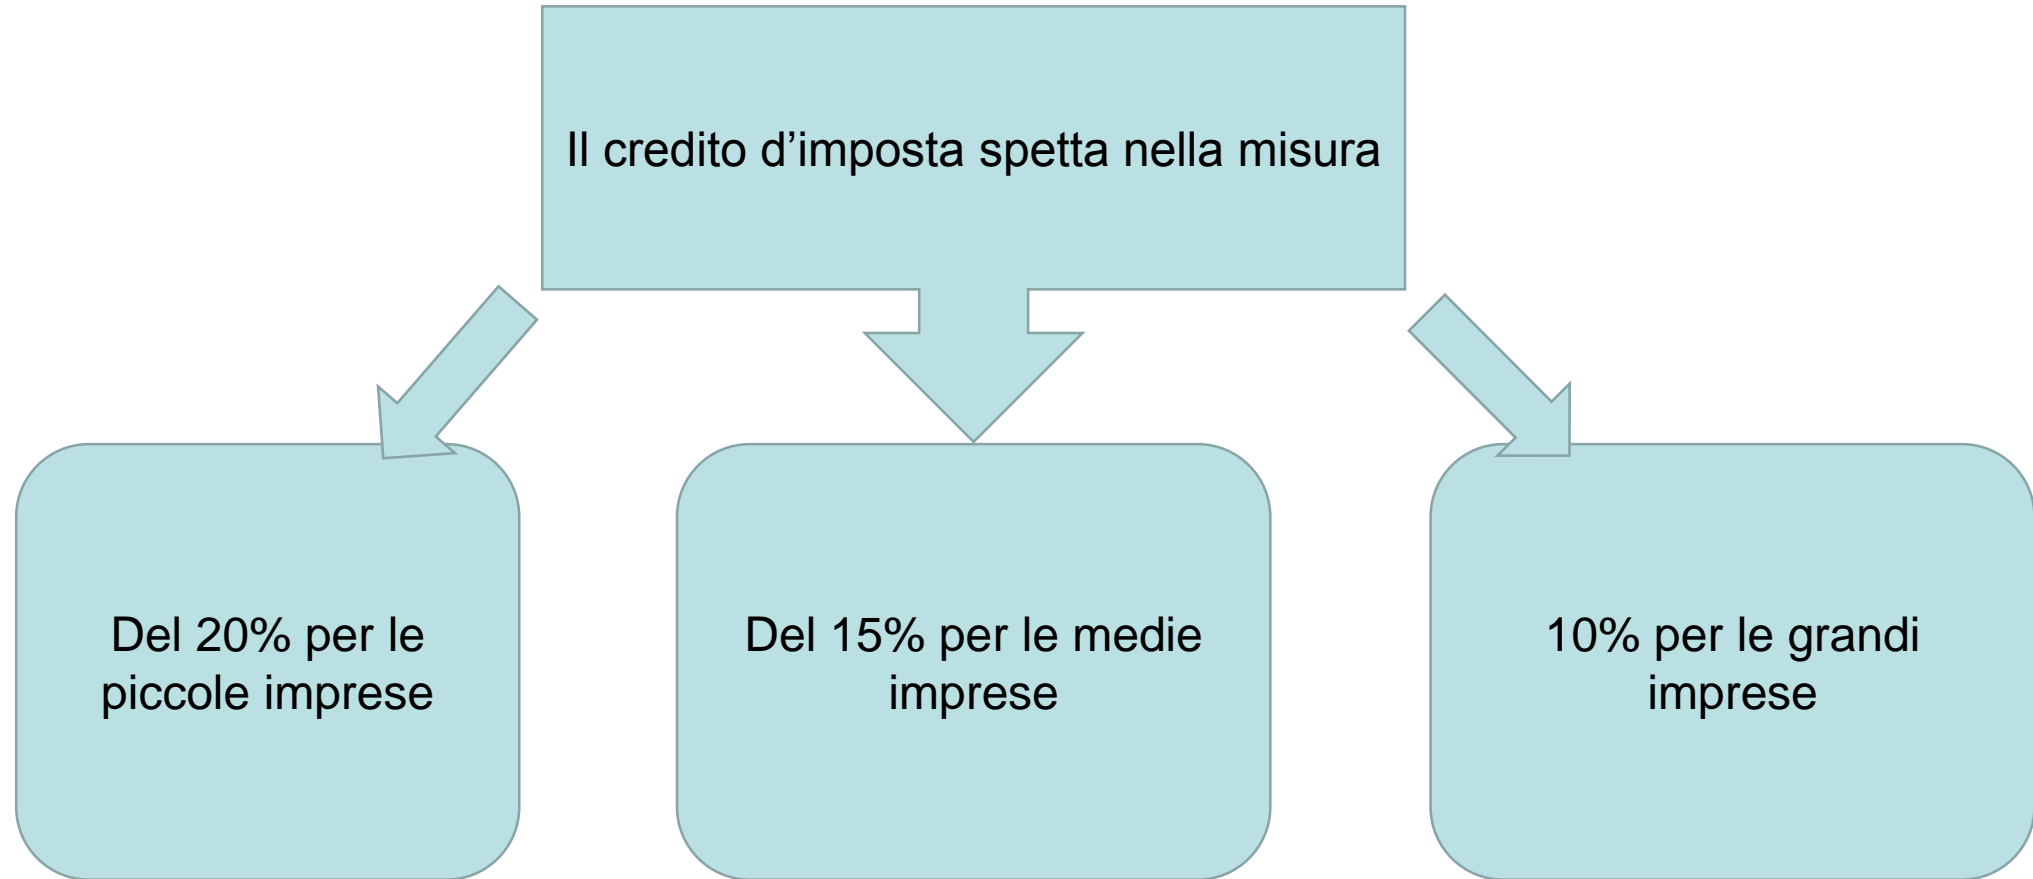 Il credito d’imposta spetta nella misura
Del 20% per le
piccole imprese
Del 15% per le medie
imprese
10% per le grandi
imprese